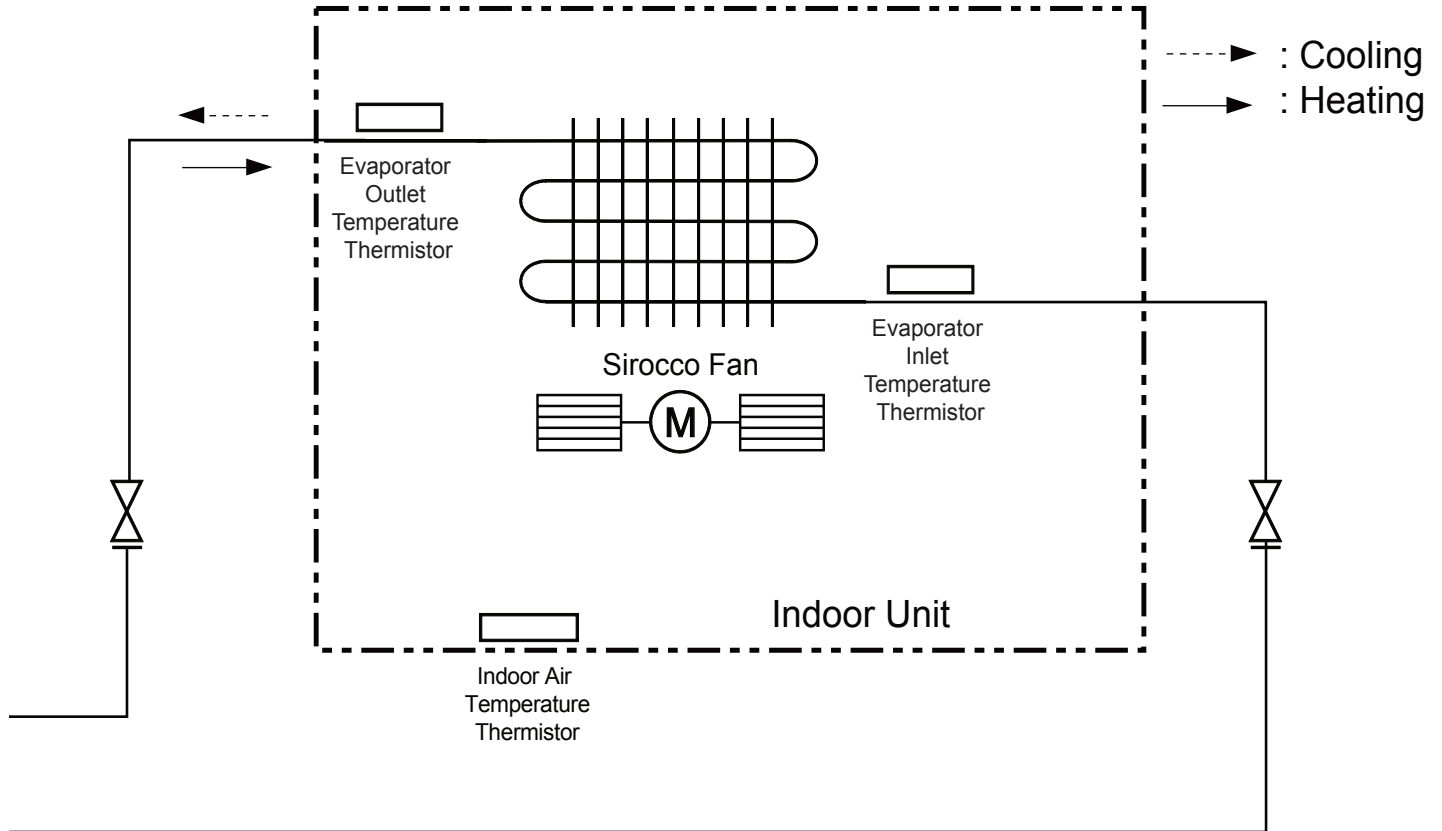 : Cooling
: Heating
Evaporator
Outlet
Temperature
Thermistor
Evaporator
Inlet
Temperature
Thermistor
Sirocco Fan
M
Indoor Unit
Indoor Air
Temperature
Thermistor